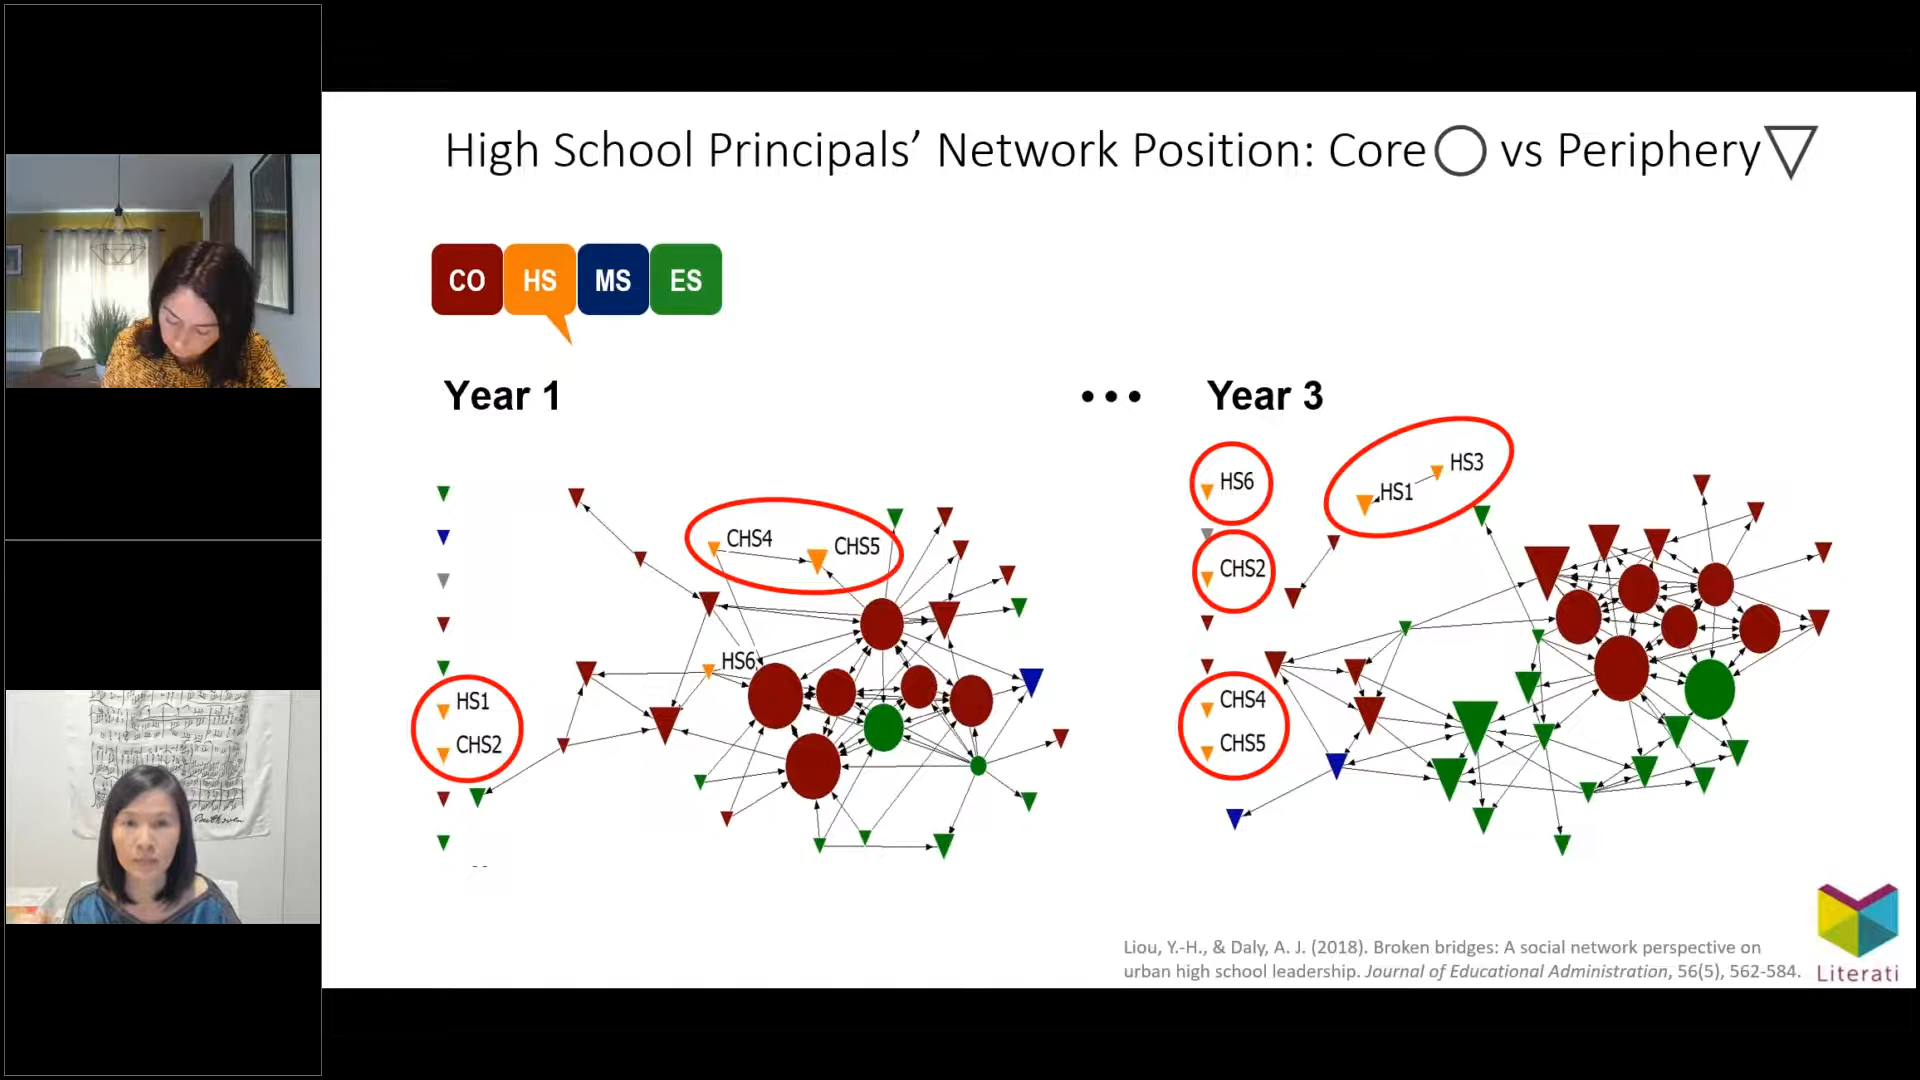 High School Principals’ Network Position: Core vs Periphery
CO HS MS ES
Year 1
• • •
Year 3
CHS4
CHS5
HS6
HS1
CHS2
HS6
HS3
HS1
CHS2
CHS4
CHS5
Liou, Y.-H., & Daly, A. J. (2018). Broken bridges: A social network perspective on
urban high school leadership. Journal of Educational Administration, 56(5), 562-584.
Literati
Beethoven